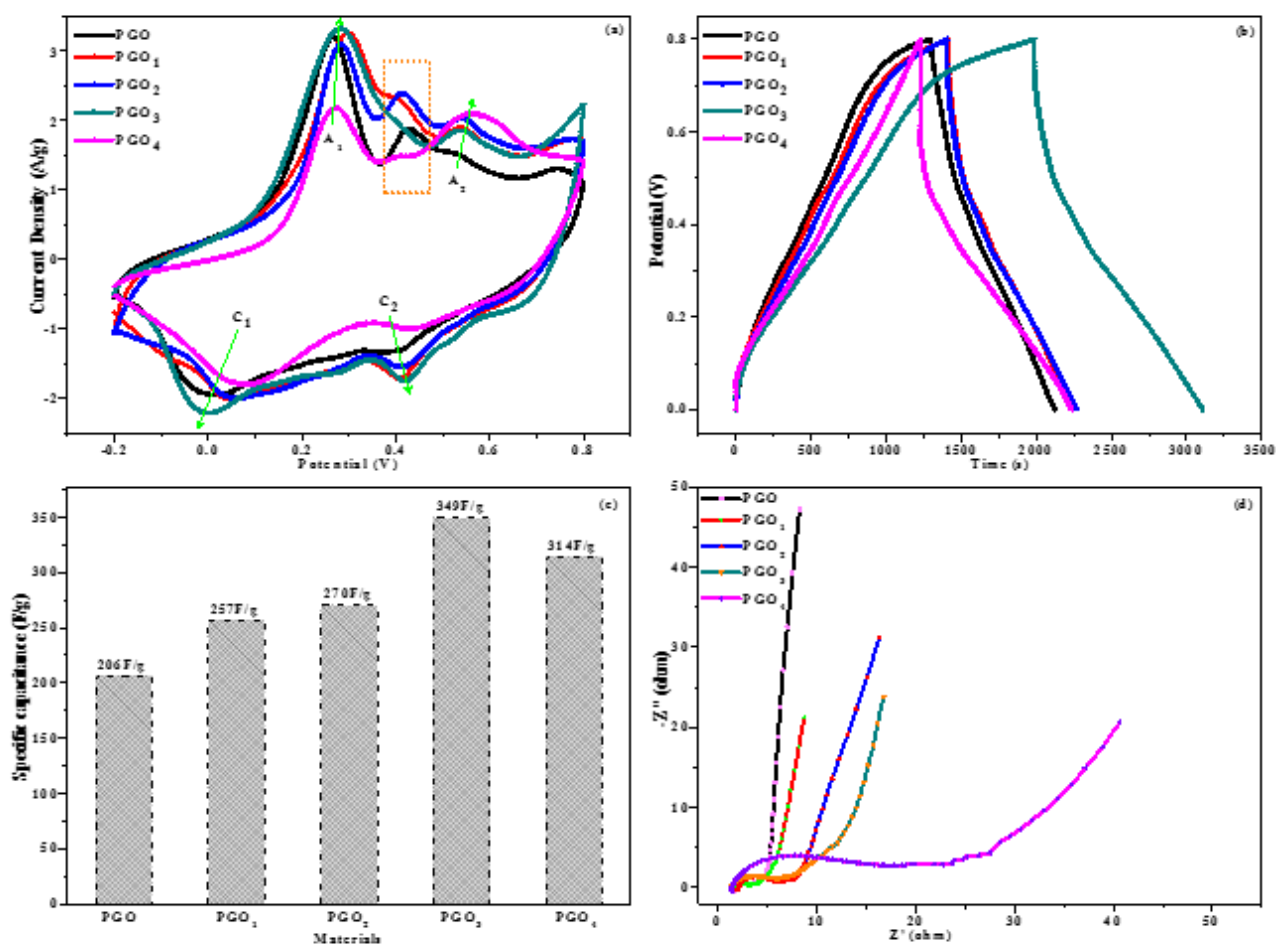 (a)
PGO
PGO1
PGO2
PGO3
PGO4
A1
A2
C1
C2
3
2
1
0
-1
-2
-0.2 0.0 0.2 0.4 0.6 0.8
Current Density (A/g)
Potential (V)
(b)
PGO
PGO1
PGO2
PGO3
PGO4
0.8
0.6
0.4
0.2
0.0
0 500 1000 1500 2000 2500 3000 3500
Potential (V)
Time (s)
(c)
350
300
250
200
150
100
50
0
206F/g
257F/g
270F/g
349F/g
314F/g
PGO PGO1 PGO2 PGO3 PGO4
Specific capacitance (F/g)
Materials
(d)
PGO
PGO1
PGO2
PGO3
PGO4
50
40
30
20
10
0
0 10 20 30 40 50
-Z" (ohm)
Z' (ohm)